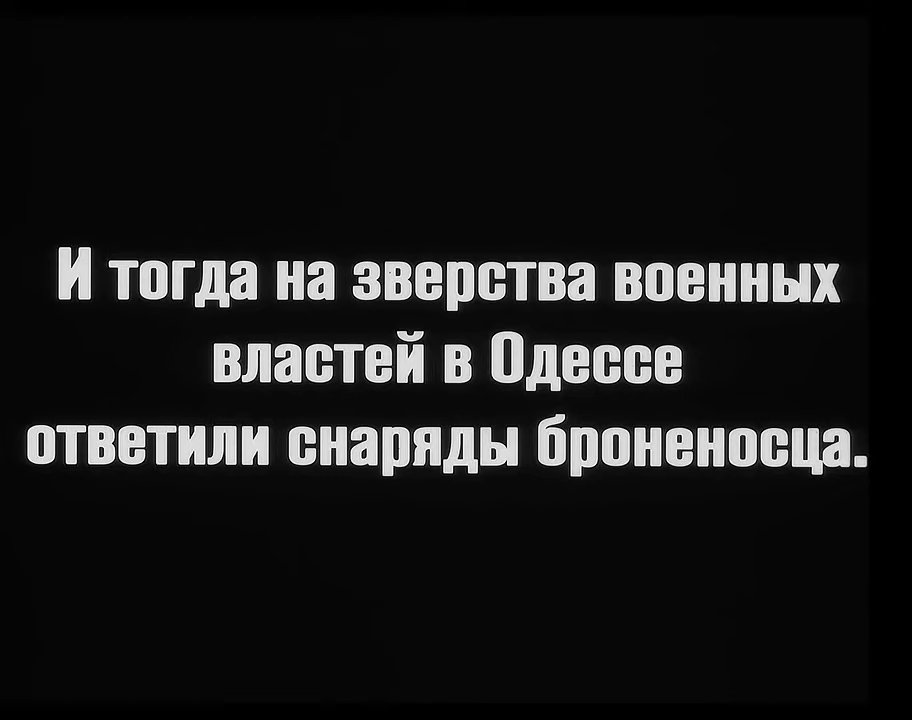 И тогда на зверства военных
властей в Одессе
ответили снаряды броненосца.